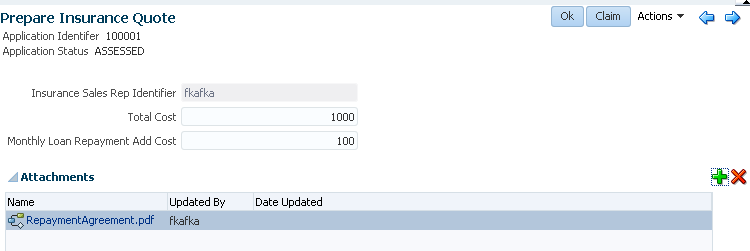 Prepare Insurance Quote
Ok Claim Actions
Application Identifer 100001
Application Status ASSESSED
Insurance Sales Rep Identifier fkafka
Total Cost 1000
Monthly Loan Repayment Add Cost 100
Attachments
Name Updated By Date Updated
RepaymentAgreement.pdf fkafka